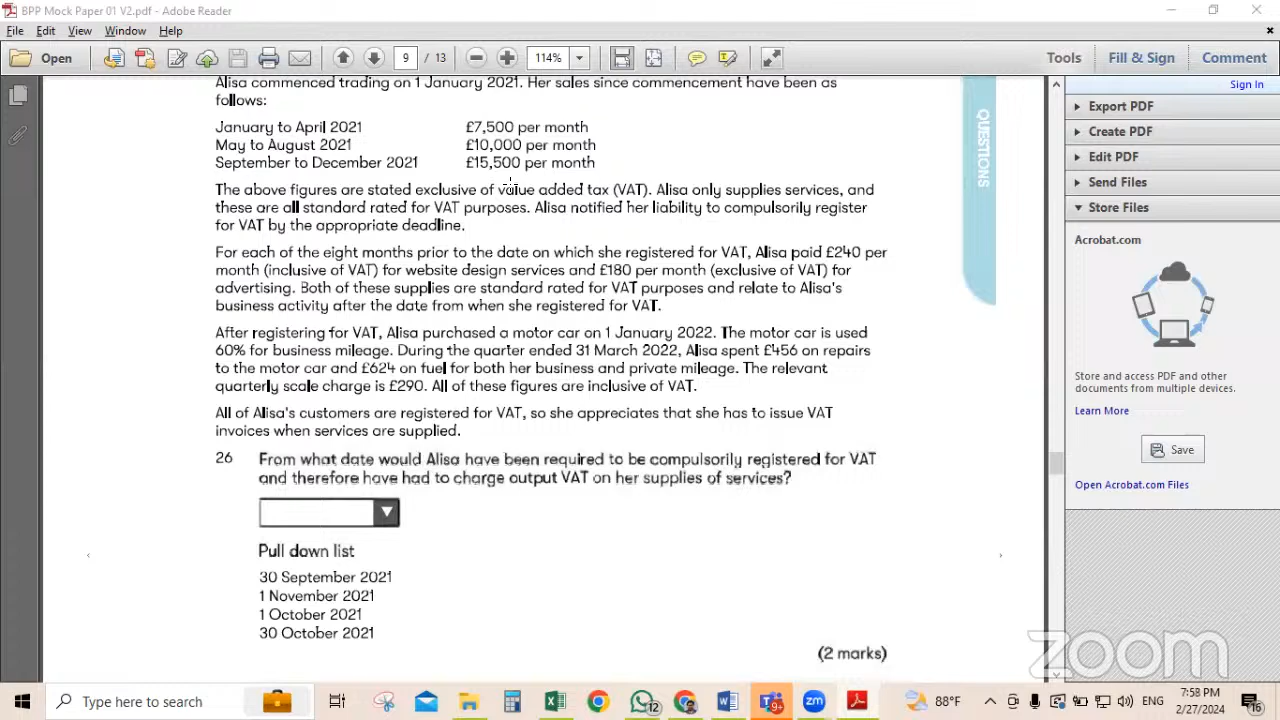 BPP Mock Paper 01 V2.pdf - Adobe Reader
File Edit View Window Help
Open 9 / 13 114% Tools Fill & Sign Comment
Alisa commenced trading on 1 January 2021. Her sales since commencement have been as
follows:
January to April 2021 £7,500 per month
May to August 2021 £10,000 per month
September to December 2021 £15,500 per month
The above figures are stated exclusive of value added tax (VAT). Alisa only supplies services, and
these are all standard rated for VAT purposes. Alisa notified her liability to compulsorily register
for VAT by the appropriate deadline.
For each of the eight months prior to the date on which she registered for VAT, Alisa paid £240 per
month (inclusive of VAT) for website design services and £180 per month (exclusive of VAT) for
advertising. Both of these supplies are standard rated for VAT purposes and relate to Alisa's
business activity after the date from when she registered for VAT.
After registering for VAT, Alisa purchased a motor car on 1 January 2022. The motor car is used
60% for business mileage. During the quarter ended 31 March 2022, Alisa spent £456 on repairs
to the motor car and £624 on fuel for both her business and private mileage. The relevant
quarterly scale charge is £290. All of these figures are inclusive of VAT.
All of Alisa's customers are registered for VAT, so she appreciates that she has to issue VAT
invoices when services are supplied.
26 From what date would Alisa have been required to be compulsorily registered for VAT
and therefore have had to charge output VAT on her supplies of services?
Pull down list
30 September 2021
1 November 2021
1 October 2021
30 October 2021
(2 marks)
QUESTIONS
Sign In
Export PDF
Create PDF
Edit PDF
Send Files
Store Files
Acrobat.com
Store and access PDF and other
documents from multiple devices.
Learn More
Save
Open Acrobat.com Files
zoom
Type here to search
12
9+
88°F
ENG
7:58 PM
2/27/2024
16